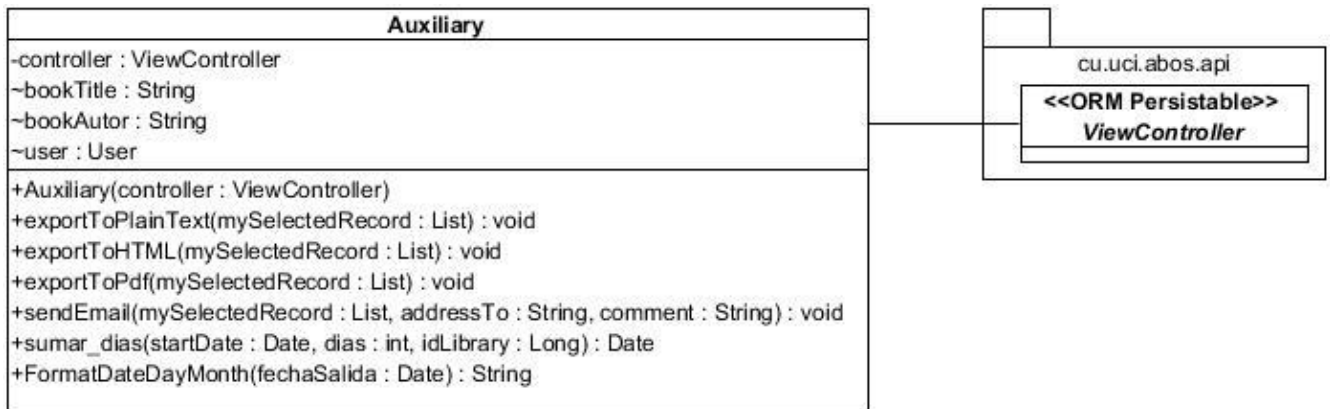 Auxiliary
-controller : ViewController
~bookTitle : String
~bookAutor : String
~user : User
+Auxiliary(controller : ViewController)
+exportToPlainText(mySelectedRecord : List) : void
+exportToHTML(mySelectedRecord : List) : void
+exportToPdf(mySelectedRecord : List) : void
+sendEmail(mySelectedRecord : List, addressTo : String, comment : String) : void
+sumar_dias(startDate : Date, dias : int, idLibrary : Long) : Date
+FormatDateDayMonth(fechaSalida : Date) : String
cu.uci.abos.api
<<ORM Persistable>>
ViewController